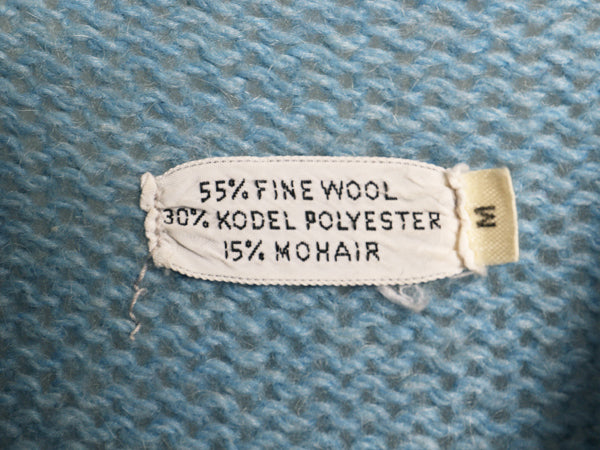 55% FINE WOOL
30% KODEL POLYESTER
15% MOHAIR
M